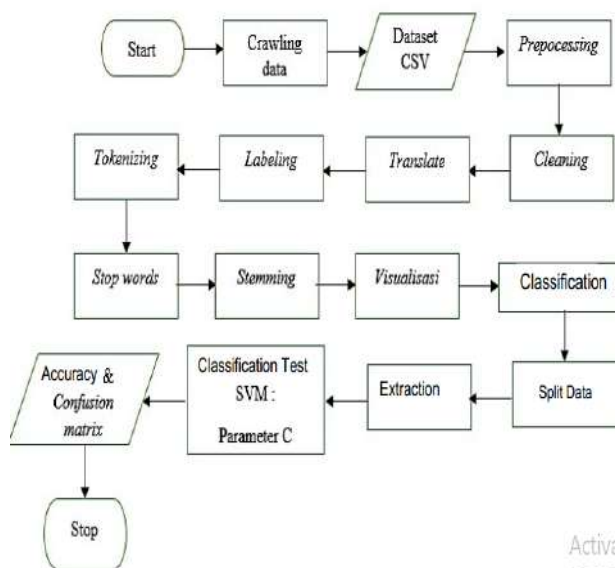 Start
Crawling
data
Dataset
CSV
Prepocessing
Cleaning
Translate
Labeling
Tokenizing
Stop words
Stemming
Visualisasi
Classification
Split Data
Extraction
Classification Test
SVM :
Parameter C
Accuracy &
Confusion
matrix
Stop
Activa